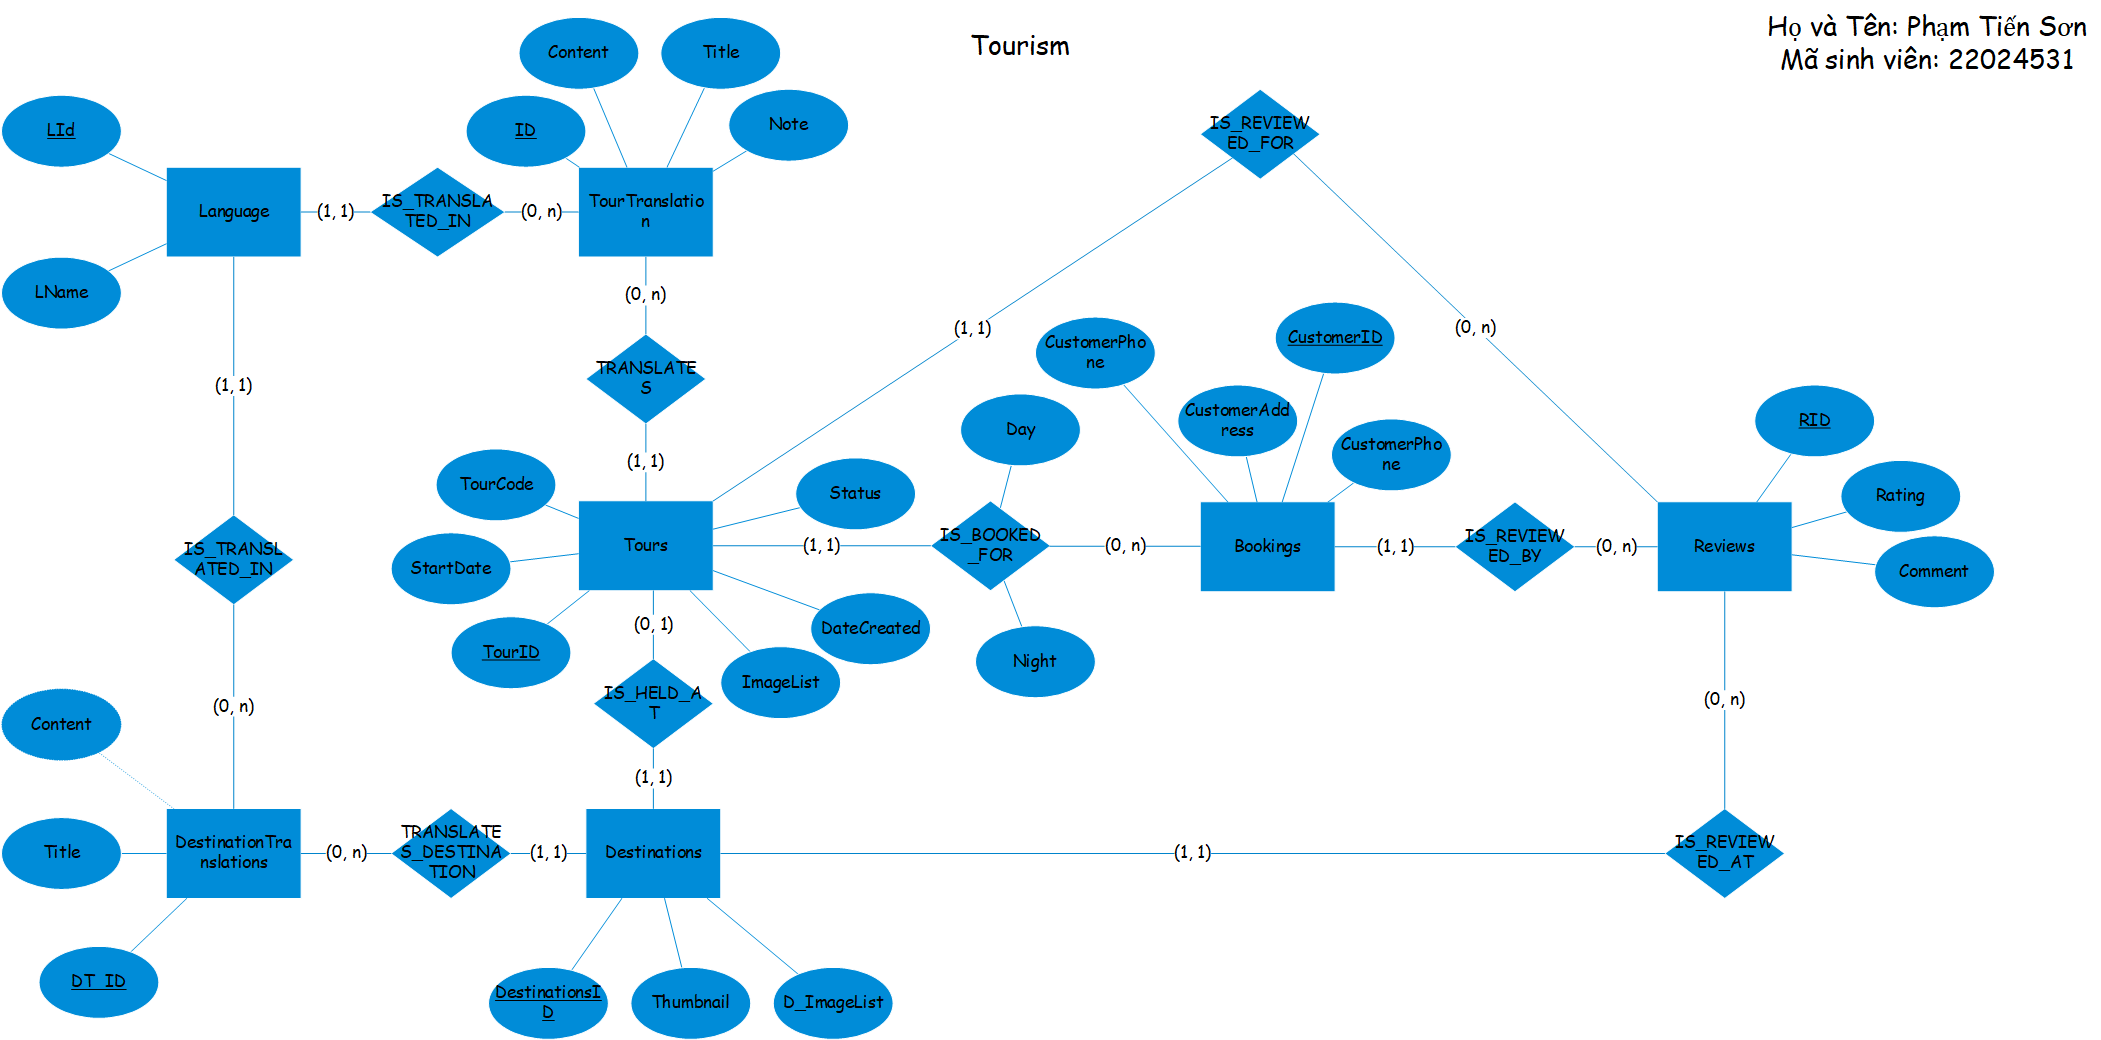 Tourism
Họ và Tên: Phạm Tiến Sơn
Mã sinh viên: 22024531
Content
Title
LId
ID
Note
IS_REVIEW
ED_FOR
Language
(1, 1)
IS_TRANSLA
TED_IN
(0, n)
TourTranslatio
n
LName
(0, n)
(1, 1)
(0, n)
CustomerPho
ne
CustomerID
(1, 1)
TRANSLATE
S
CustomerAdd
ress
RID
Day
CustomerPho
ne
(1, 1)
TourCode
Status
Rating
IS_TRANSL
ATED_IN
StartDate
Tours
(1, 1)
IS_BOOKED
_FOR
(0, n)
Bookings
(1, 1)
IS_REVIEW
ED_BY
(0, n)
Reviews
Comment
(0, 1)
DateCreated
TourID
Night
ImageList
(0, n)
IS_HELD_A
T
(0, n)
Content
(1, 1)
Title
DestinationTra
nslations
(0, n)
TRANSLATE
S_DESTINA
TION
(1, 1)
Destinations
(1, 1)
IS_REVIEW
ED_AT
DT_ID
DestinationsI
D
Thumbnail
D_ImageList